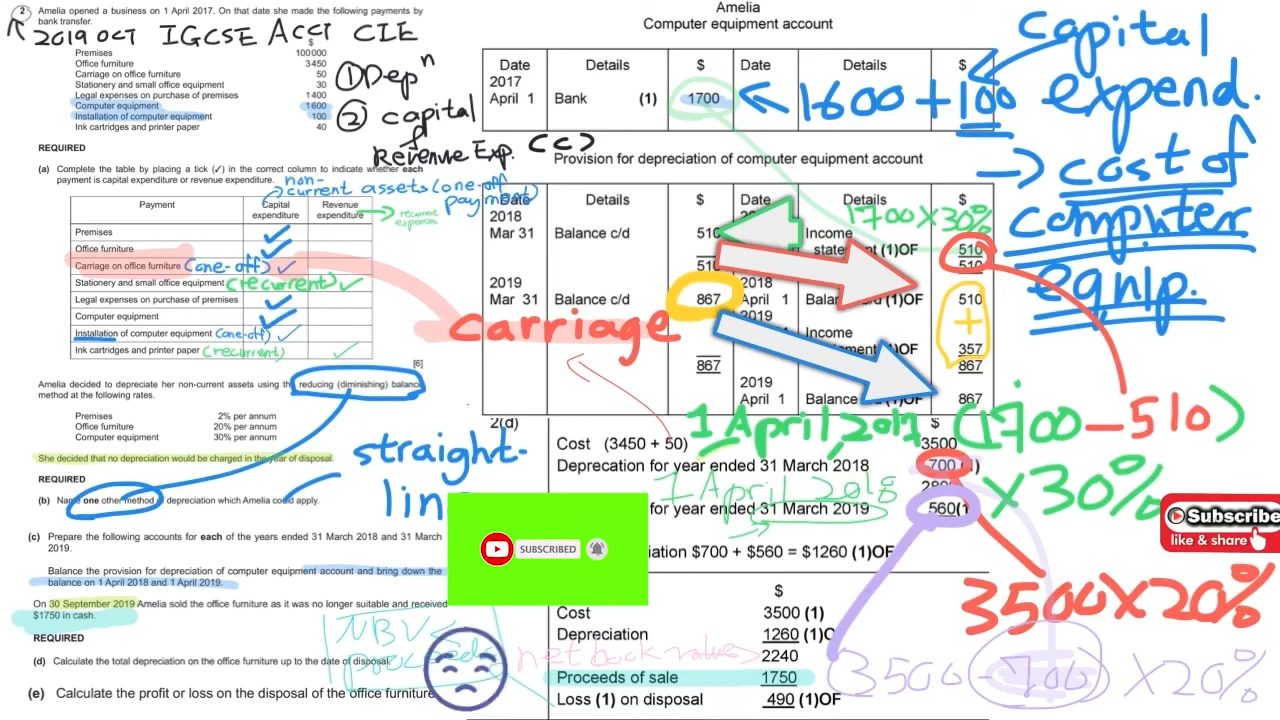 2 Amelia opened a business on 1 April 2017. On that date she made the following payments by
bank transfer.
2019 OCT IGCSE ACCT CIE
$
Premises 100 000
Office furniture 3450
Carriage on office furniture 50
Stationery and small office equipment 30
Legal expenses on purchase of premises 1400
Computer equipment 1600
Installation of computer equipment 100
Ink cartridges and printer paper 40
① Depⁿ
② capital
Revenue Exp.
REQUIRED
(a) Complete the table by placing a tick (✓) in the correct column to indicate whether each
payment is capital expenditure or revenue expenditure.
non-
current assets (one-off
payment)
Payment Capital expenditure Revenue expenditure
recurrent
expenses
Premises ✓
Office furniture ✓
Carriage on office furniture (one-off) ✓
Stationery and small office equipment (recurrent) ✓
Legal expenses on purchase of premises ✓
Computer equipment ✓
Installation of computer equipment (one-off) ✓
Ink cartridges and printer paper (recurrent) ✓
[6]
Amelia decided to depreciate her non-current assets using the reducing (diminishing) balance
method at the following rates.
Premises 2% per annum
Office furniture 20% per annum
Computer equipment 30% per annum
She decided that no depreciation would be charged in the year of disposal.
REQUIRED
(b) Name one other method of depreciation which Amelia could apply.
straight-
lin
(c) Prepare the following accounts for each of the years ended 31 March 2018 and 31 March
2019.
Balance the provision for depreciation of computer equipment account and bring down the
balance on 1 April 2018 and 1 April 2019.
On 30 September 2019 Amelia sold the office furniture as it was no longer suitable and received
$1750 in cash.
REQUIRED
NBV <
proceeds
(d) Calculate the total depreciation on the office furniture up to the date of disposal.
(e) Calculate the profit or loss on the disposal of the office furniture
Amelia
Computer equipment account
Date Details $ Date Details $
2017
April 1 Bank (1) 1700
← 1600 + 100
capital
expend.
→ cost of
computer
eqnip.
(c)
Provision for depreciation of computer equipment account
Date Details $ Date Details $
1700 X 30%
2018
Mar 31 Balance c/d 510 Income
(1)OF 510
510 510
2019 2018
Mar 31 Balance c/d 867 April 1 (1)OF 510
+
2019
Income
(1)OF 357
867 867
2019
April 1 Balance (1)OF 867
carriage
1 April, 2017 (1700 - 510)
X 30%
2(d) $
Cost (3450 + 50) 3500
Deprecation for year ended 31 March 2018 700 (1)
1 April 2018
for year ended 31 March 2019 560(1
$700 + $560 = $1260 (1)OF
3500 X 20%
$
Cost 3500 (1)
Depreciation 1260 (1)O
net book value 2240
Proceeds of sale 1750
Loss (1) on disposal 490 (1)OF
(3500 - 700) X 20%
SUBSCRIBED
Subscribe
like & share